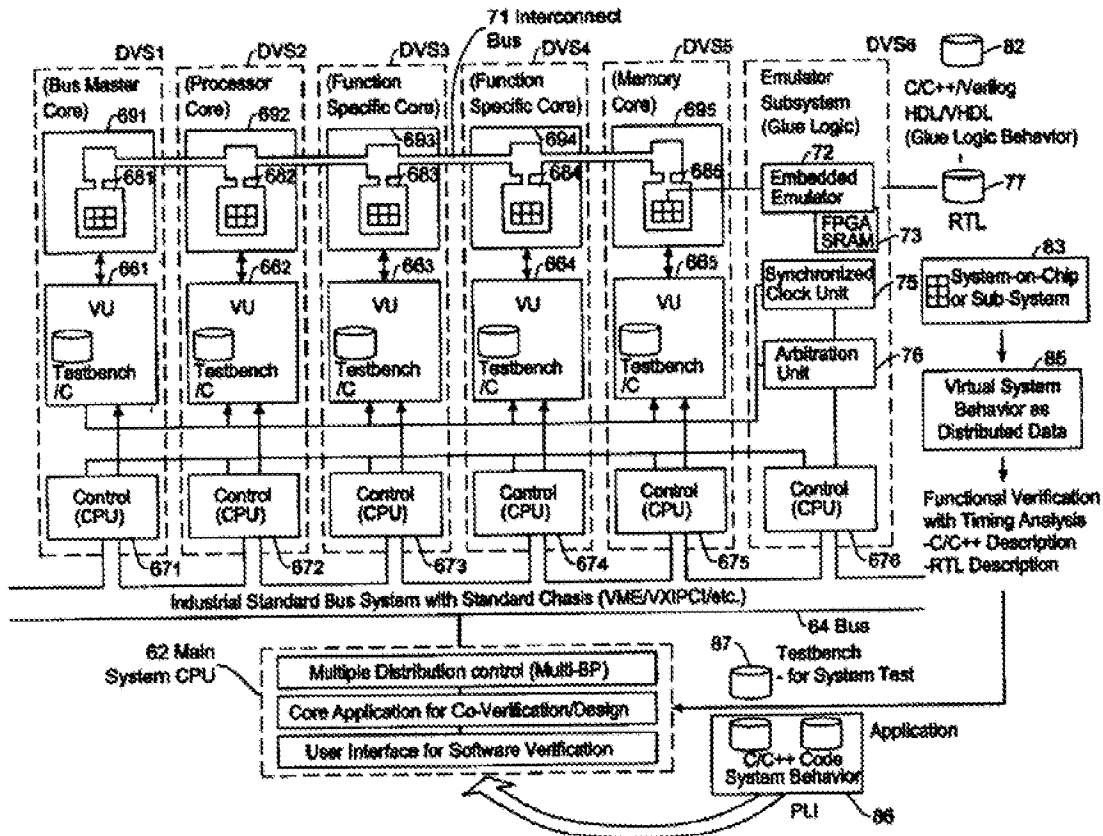 71 Interconnect
Bus
DVS1
DVS2
DVS3
DVS4
DVS5
DVS6
82
(Bus Master
Core)
691
(Processor
Core)
692
(Function
Specific Core)
693
(Function
Specific Core)
694
(Memory
Core)
695
Emulator
Subsystem
(Glue Logic)
C/C++/Verilog
HDL/VHDL
(Glue Logic Behavior)
681
682
683
684
685
72
Embedded
Emulator
FPGA
SRAM
73
77
RTL
661
662
663
664
665
VU
Testbench
/C
VU
Testbench
/C
VU
Testbench
/C
VU
Testbench
/C
VU
Testbench
/C
Synchronized
Clock Unit
75
Arbitration
Unit
76
83
System-on-Chip
or Sub-System
85
Virtual System
Behavior as
Distributed Data
Control
(CPU)
Control
(CPU)
Control
(CPU)
Control
(CPU)
Control
(CPU)
Control
(CPU)
671
672
673
674
675
676
Functional Verification
with Timing Analysis
-C/C++ Description
-RTL Description
Industrial Standard Bus System with Standard Chasis (VME/VXIPCI/etc.)
64 Bus
62 Main
System CPU
Multiple Distribution control (Multi-BP)
Core Application for Co-Verification/Design
User Interface for Software Verification
87
Testbench
- for System Test
Application
C/C++ Code
System Behavior
PLI
86